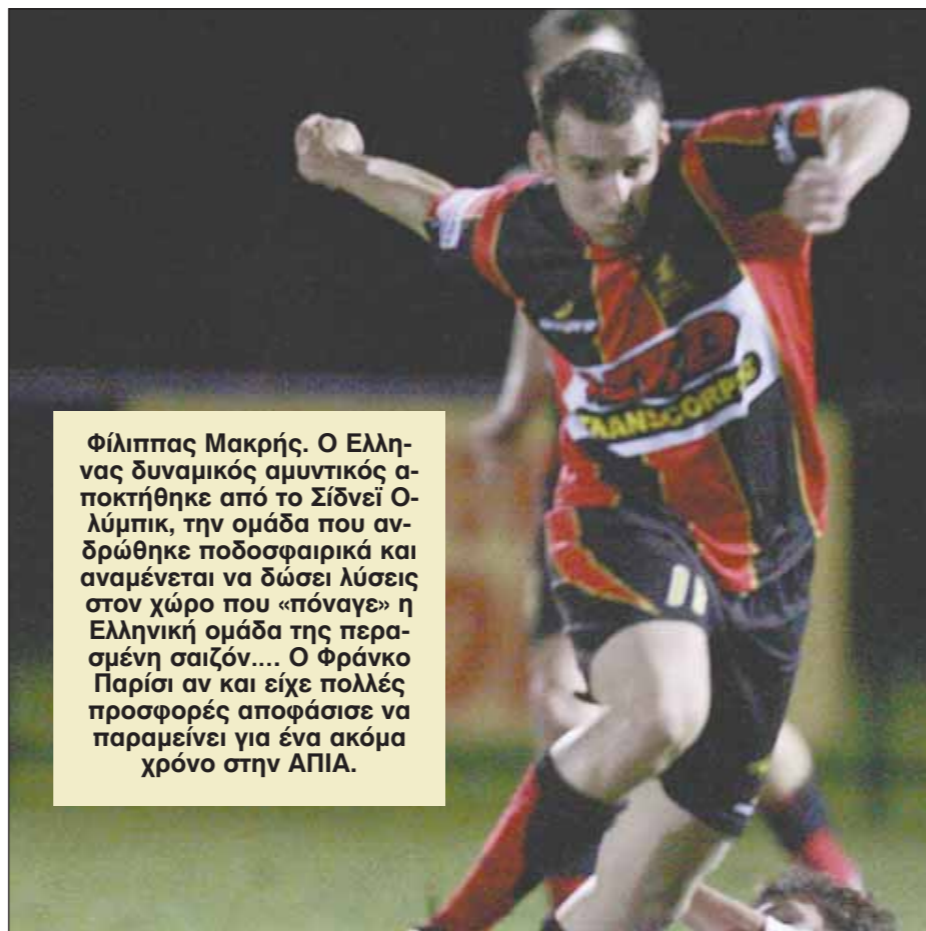 Φίλιππας Μακρής. Ο Ελλη-
νας δυναμικός αμυντικός α-
ποκτήθηκε από το Σίδνεϊ Ο-
λύμπικ, την ομάδα που αν-
δρώθηκε ποδοσφαιρικά και
αναμένεται να δώσει λύσεις
στον χώρο που «πόναγε» η
Ελληνική ομάδα της περα-
σμένη σαιζόν.... Ο Φράνκο
Παρίσι αν και είχε πολλές
προσφορές αποφάσισε να
παραμείνει για ένα ακόμα
χρόνο στην ΑΠΙΑ.
TRANSCORP
11